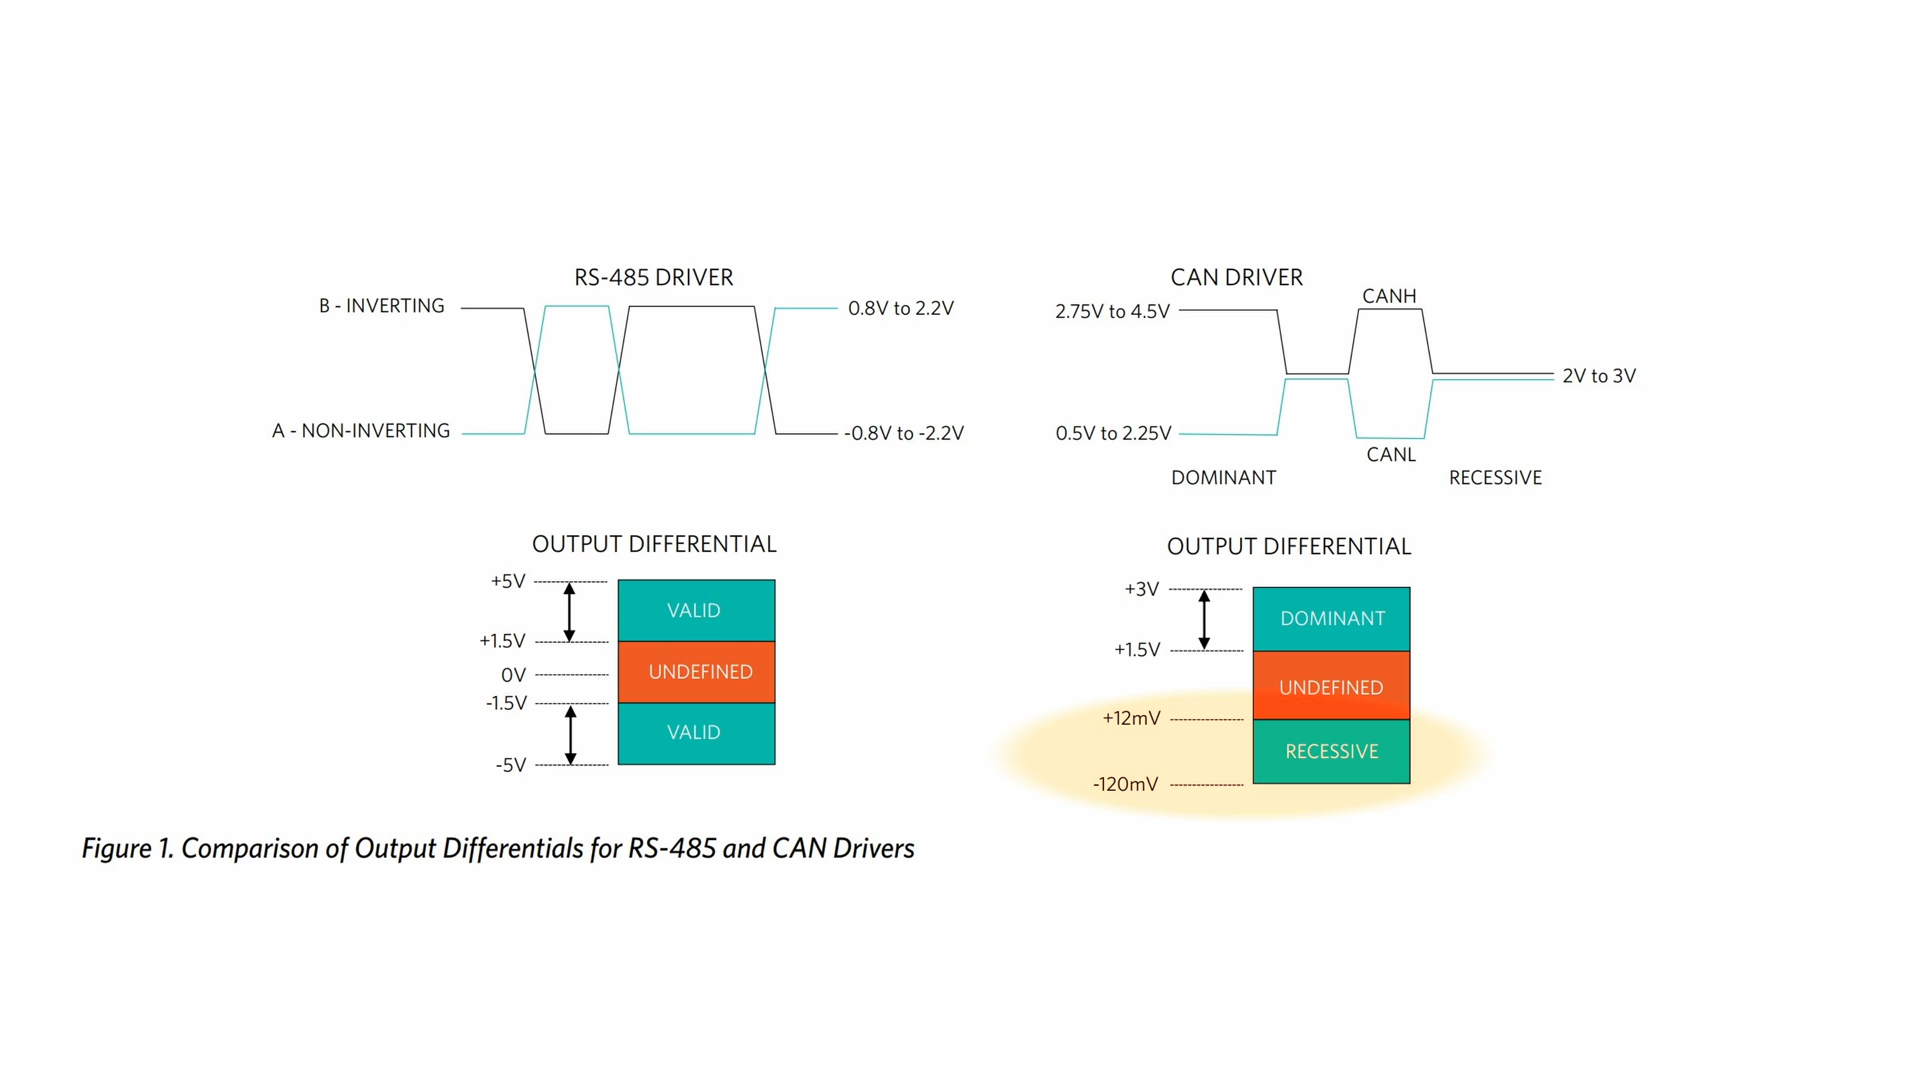 RS-485 DRIVER
B - INVERTING
0.8V to 2.2V
A - NON-INVERTING
-0.8V to -2.2V
CAN DRIVER
CANH
2.75V to 4.5V
2V to 3V
0.5V to 2.25V
CANL
DOMINANT
RECESSIVE
OUTPUT DIFFERENTIAL
+5V
VALID
+1.5V
0V
UNDEFINED
-1.5V
VALID
-5V
OUTPUT DIFFERENTIAL
+3V
DOMINANT
+1.5V
UNDEFINED
+12mV
RECESSIVE
-120mV
Figure 1. Comparison of Output Differentials for RS-485 and CAN Drivers